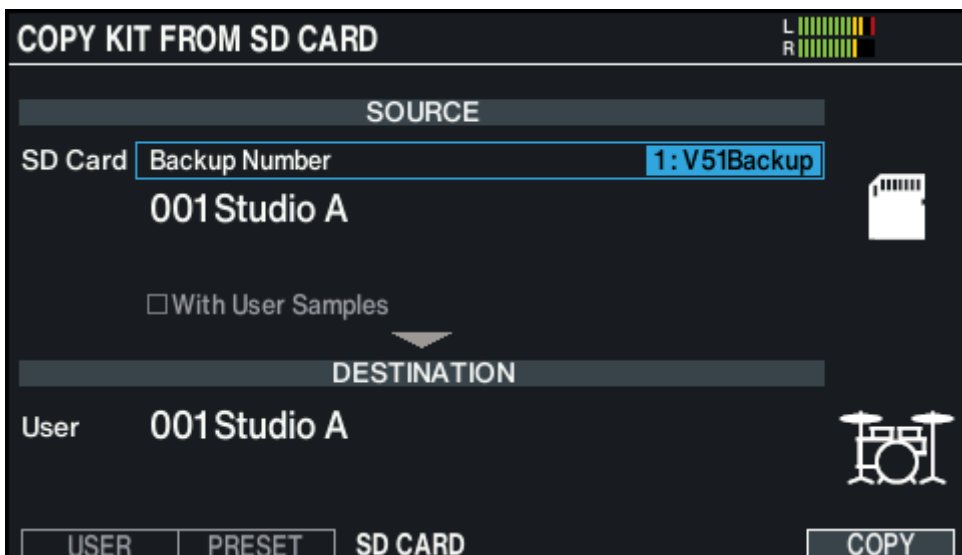 COPY KIT FROM SD CARD
L
R
SOURCE
SD Card Backup Number 1: V51Backup
001 Studio A
With User Samples
DESTINATION
User 001 Studio A
USER PRESET SD CARD COPY